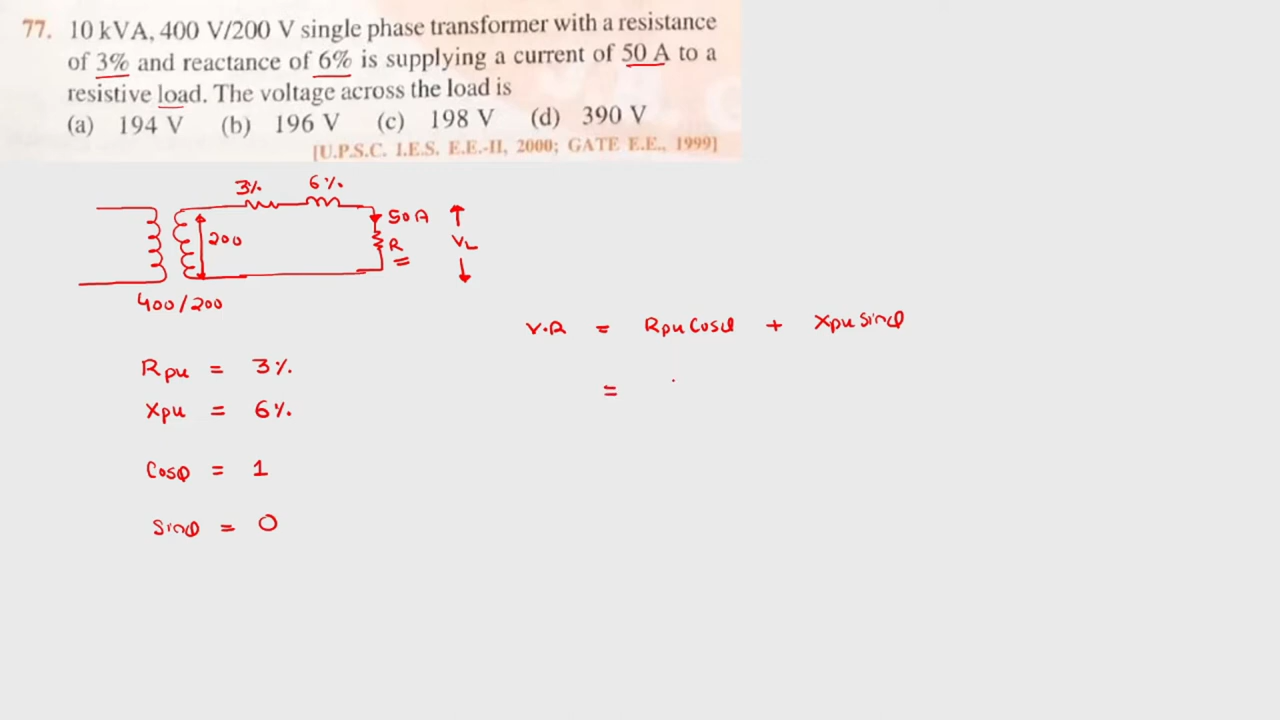 77. 10 kVA, 400 V/200 V single phase transformer with a resistance
of 3% and reactance of 6% is supplying a current of 50 A to a
resistive load. The voltage across the load is
(a) 194 V (b) 196 V (c) 198 V (d) 390 V
[U.P.S.C. I.E.S. E.E.-II, 2000; GATE E.E., 1999]
3% 6%
50A
200
R
VL
400/200
V.R = Rpu Cosφ + Xpu Sinφ
=
Rpu = 3%
Xpu = 6%
Cosφ = 1
Sinφ = 0